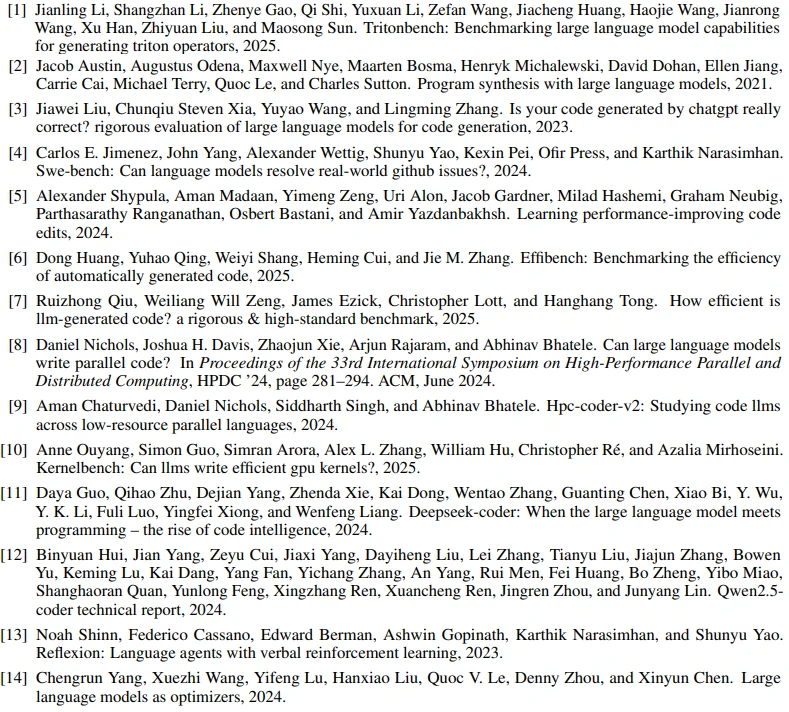 [1] Jianling Li, Shangzhan Li, Zhenye Gao, Qi Shi, Yuxuan Li, Zefan Wang, Jiacheng Huang, Haojie Wang, Jianrong
Wang, Xu Han, Zhiyuan Liu, and Maosong Sun. Tritonbench: Benchmarking large language model capabilities
for generating triton operators, 2025.
[2] Jacob Austin, Augustus Odena, Maxwell Nye, Maarten Bosma, Henryk Michalewski, David Dohan, Ellen Jiang,
Carrie Cai, Michael Terry, Quoc Le, and Charles Sutton. Program synthesis with large language models, 2021.
[3] Jiawei Liu, Chunqiu Steven Xia, Yuyao Wang, and Lingming Zhang. Is your code generated by chatgpt really
correct? rigorous evaluation of large language models for code generation, 2023.
[4] Carlos E. Jimenez, John Yang, Alexander Wettig, Shunyu Yao, Kexin Pei, Ofir Press, and Karthik Narasimhan.
Swe-bench: Can language models resolve real-world github issues?, 2024.
[5] Alexander Shypula, Aman Madaan, Yimeng Zeng, Uri Alon, Jacob Gardner, Milad Hashemi, Graham Neubig,
Parthasarathy Ranganathan, Osbert Bastani, and Amir Yazdanbakhsh. Learning performance-improving code
edits, 2024.
[6] Dong Huang, Yuhao Qing, Weiyi Shang, Heming Cui, and Jie M. Zhang. Effibench: Benchmarking the efficiency
of automatically generated code, 2025.
[7] Ruizhong Qiu, Weiliang Will Zeng, James Ezick, Christopher Lott, and Hanghang Tong. How efficient is
llm-generated code? a rigorous & high-standard benchmark, 2025.
[8] Daniel Nichols, Joshua H. Davis, Zhaojun Xie, Arjun Rajaram, and Abhinav Bhatele. Can large language models
write parallel code? In Proceedings of the 33rd International Symposium on High-Performance Parallel and
Distributed Computing, HPDC ’24, page 281–294. ACM, June 2024.
[9] Aman Chaturvedi, Daniel Nichols, Siddharth Singh, and Abhinav Bhatele. Hpc-coder-v2: Studying code llms
across low-resource parallel languages, 2024.
[10] Anne Ouyang, Simon Guo, Simran Arora, Alex L. Zhang, William Hu, Christopher Ré, and Azalia Mirhoseini.
Kernelbench: Can llms write efficient gpu kernels?, 2025.
[11] Daya Guo, Qihao Zhu, Dejian Yang, Zhenda Xie, Kai Dong, Wentao Zhang, Guanting Chen, Xiao Bi, Y. Wu,
Y. K. Li, Fuli Luo, Yingfei Xiong, and Wenfeng Liang. Deepseek-coder: When the large language model meets
programming – the rise of code intelligence, 2024.
[12] Binyuan Hui, Jian Yang, Zeyu Cui, Jiaxi Yang, Dayiheng Liu, Lei Zhang, Tianyu Liu, Jiajun Zhang, Bowen
Yu, Keming Lu, Kai Dang, Yang Fan, Yichang Zhang, An Yang, Rui Men, Fei Huang, Bo Zheng, Yibo Miao,
Shanghaoran Quan, Yunlong Feng, Xingzhang Ren, Xuancheng Ren, Jingren Zhou, and Junyang Lin. Qwen2.5-
coder technical report, 2024.
[13] Noah Shinn, Federico Cassano, Edward Berman, Ashwin Gopinath, Karthik Narasimhan, and Shunyu Yao.
Reflexion: Language agents with verbal reinforcement learning, 2023.
[14] Chengrun Yang, Xuezhi Wang, Yifeng Lu, Hanxiao Liu, Quoc V. Le, Denny Zhou, and Xinyun Chen. Large
language models as optimizers, 2024.